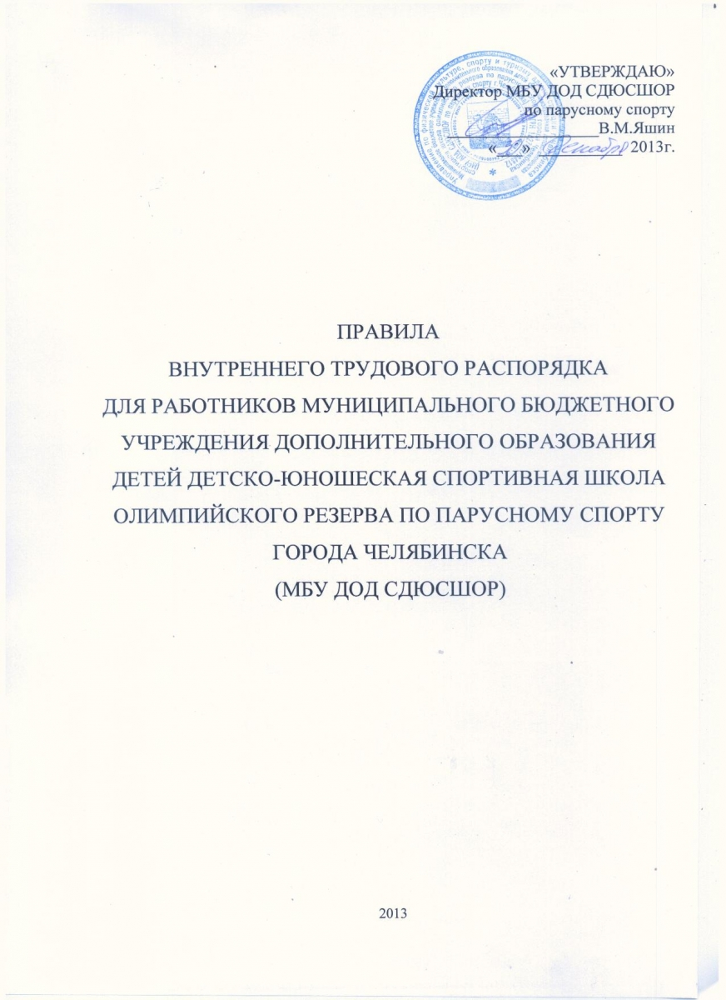 «УТВЕРЖДАЮ»
Директор МБУ ДОД СДЮСШОР
по парусному спорту
В.М.Яшин
« » декабря 2013г.
ПРАВИЛА
ВНУТРЕННЕГО ТРУДОВОГО РАСПОРЯДКА
ДЛЯ РАБОТНИКОВ МУНИЦИПАЛЬНОГО БЮДЖЕТНОГО
УЧРЕЖДЕНИЯ ДОПОЛНИТЕЛЬНОГО ОБРАЗОВАНИЯ
ДЕТЕЙ ДЕТСКО-ЮНОШЕСКАЯ СПОРТИВНАЯ ШКОЛА
ОЛИМПИЙСКОГО РЕЗЕРВА ПО ПАРУСНОМУ СПОРТУ
ГОРОДА ЧЕЛЯБИНСКА
(МБУ ДОД СДЮСШОР)
2013